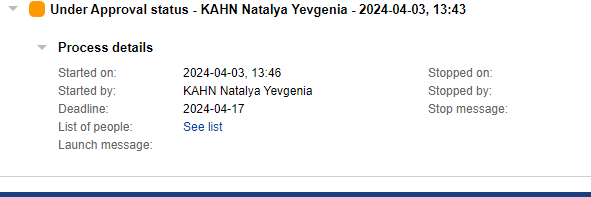 Under Approval status - KAHN Natalya Yevgenia - 2024-04-03, 13:43
Process details
Started on: 2024-04-03, 13:46 Stopped on:
Started by: KAHN Natalya Yevgenia Stopped by:
Deadline: 2024-04-17 Stop message:
List of people: See list
Launch message: